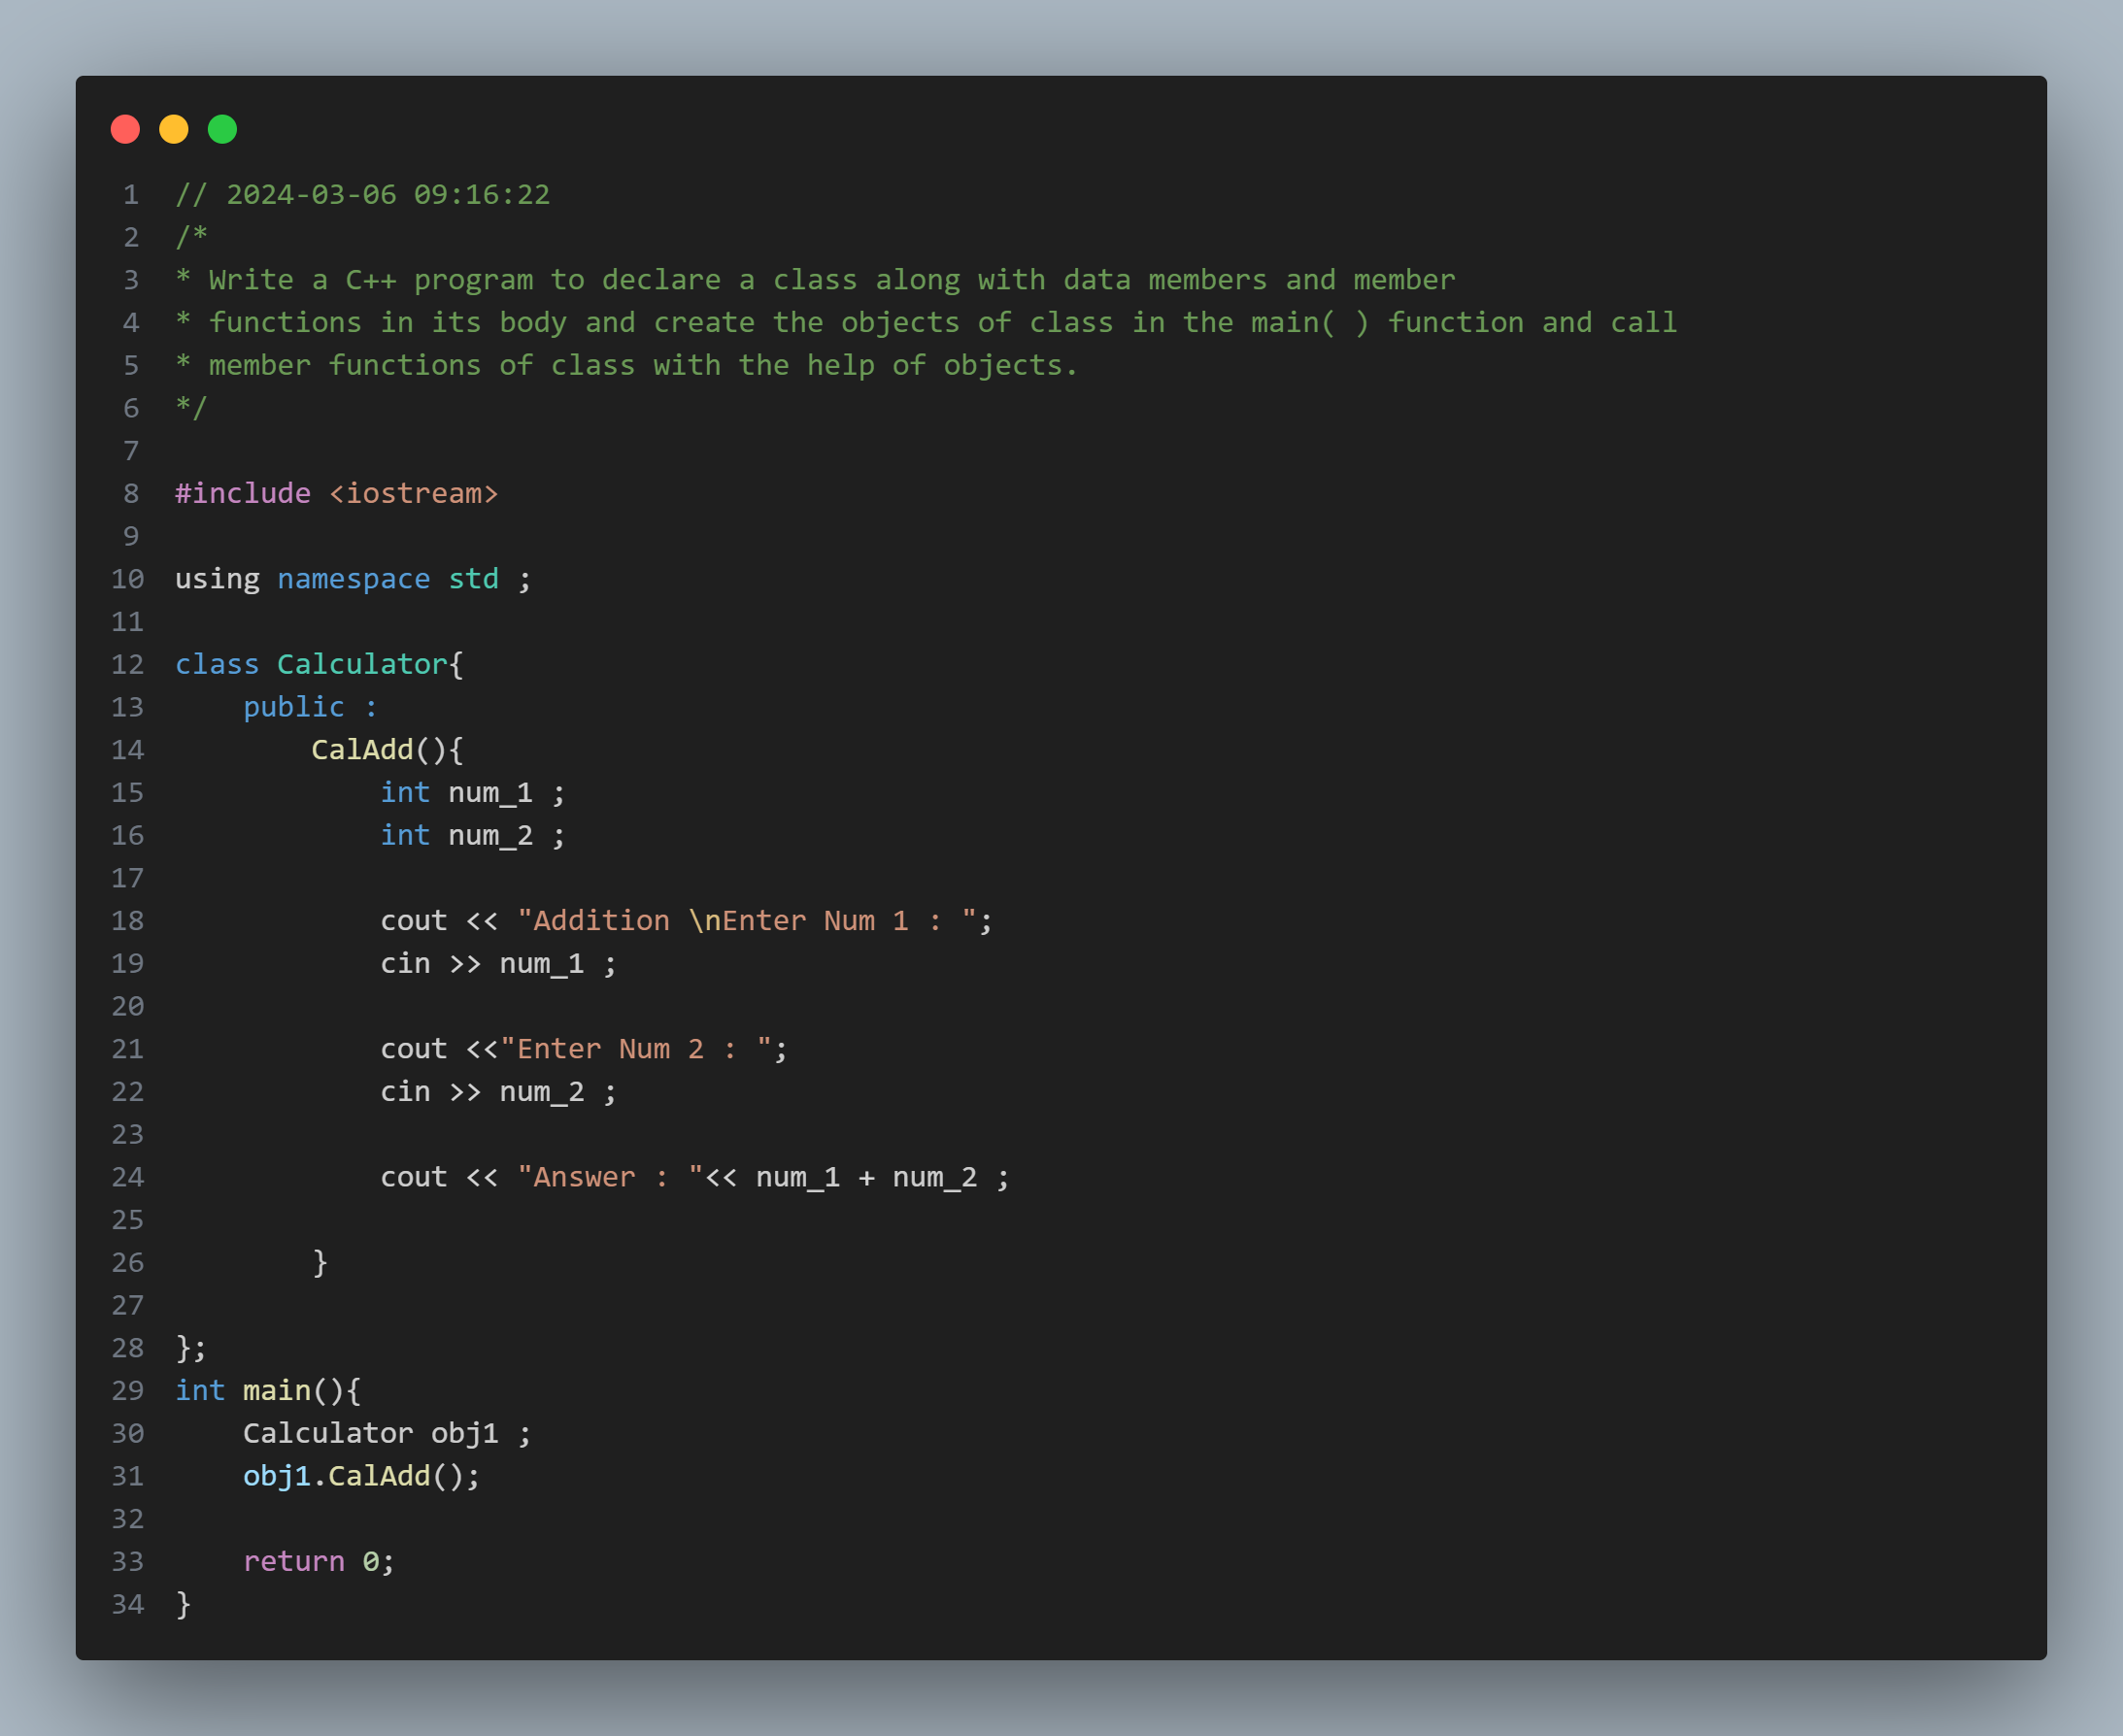 1 // 2024-03-06 09:16:22
2 /*
3 * Write a C++ program to declare a class along with data members and member
4 * functions in its body and create the objects of class in the main( ) function and call
5 * member functions of class with the help of objects.
6 */
7
8 #include <iostream>
9
10 using namespace std ;
11
12 class Calculator{
13     public :
14         CalAdd(){
15             int num_1 ;
16             int num_2 ;
17
18             cout << "Addition \nEnter Num 1 : ";
19             cin >> num_1 ;
20
21             cout <<"Enter Num 2 : ";
22             cin >> num_2 ;
23
24             cout << "Answer : "<< num_1 + num_2 ;
25
26         }
27
28 };
29 int main(){
30     Calculator obj1 ;
31     obj1.CalAdd();
32
33     return 0;
34 }